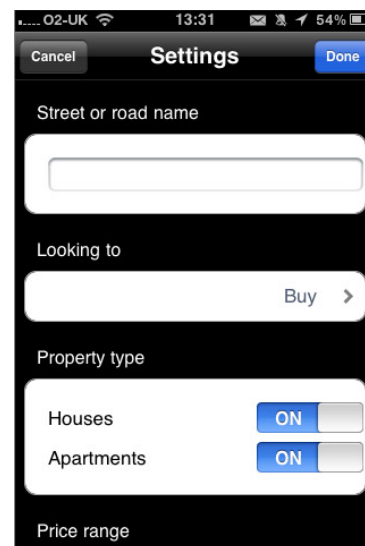 ..... O2-UK 13:31 54%
Cancel Settings Done
Street or road name
Looking to
Buy
Property type
Houses ON
Apartments ON
Price range